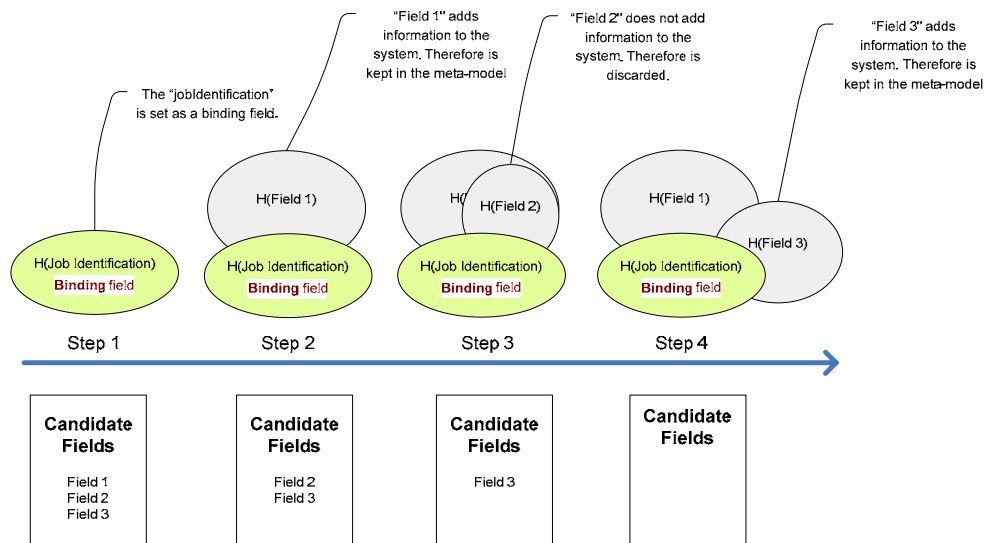 "Field 1" adds
information to the
system. Therefore is
kept in the meta-model
"Field 2" does not add
information to the
system. Therefore is
discarded.
"Field 3" adds
information to the
system. Therefore is
kept in the meta-model
The "jobIdentification"
is set as a binding field.
H(Field 1)
H(
H(Field 2)
H(Field 1)
H(Field 3)
H(Job Identification)
Binding field
H(Job Identification)
Binding field
H(Job Identification)
Binding field
H(Job Identification)
Binding field
Step 1
Step 2
Step 3
Step 4
Candidate
Fields
Field 1
Field 2
Field 3
Candidate
Fields
Field 2
Field 3
Candidate
Fields
Field 3
Candidate
Fields